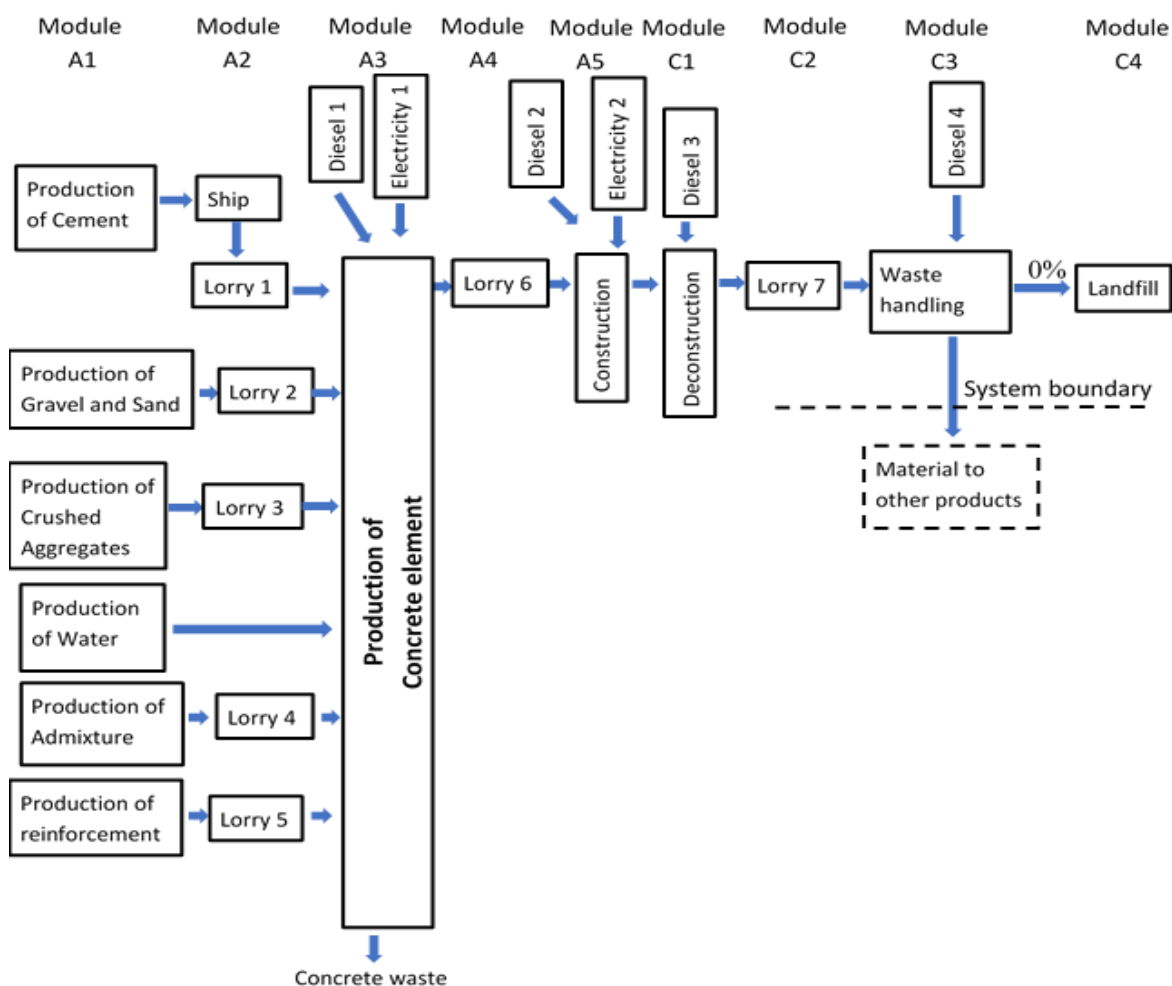 Module
A1
Module
A2
Module
A3
Module
A4
Module
A5
Module
C1
Module
C2
Module
C3
Module
C4
Diesel 1
Electricity 1
Diesel 2
Electricity 2
Diesel 3
Diesel 4
Production
of Cement
Ship
Lorry 1
Production of
Gravel and Sand
Lorry 2
Production of
Crushed
Aggregates
Lorry 3
Production
of Water
Production of
Admixture
Lorry 4
Production of
reinforcement
Lorry 5
Production of
Concrete element
Concrete waste
Lorry 6
Construction
Deconstruction
Lorry 7
Waste
handling
0%
Landfill
System boundary
Material to
other products